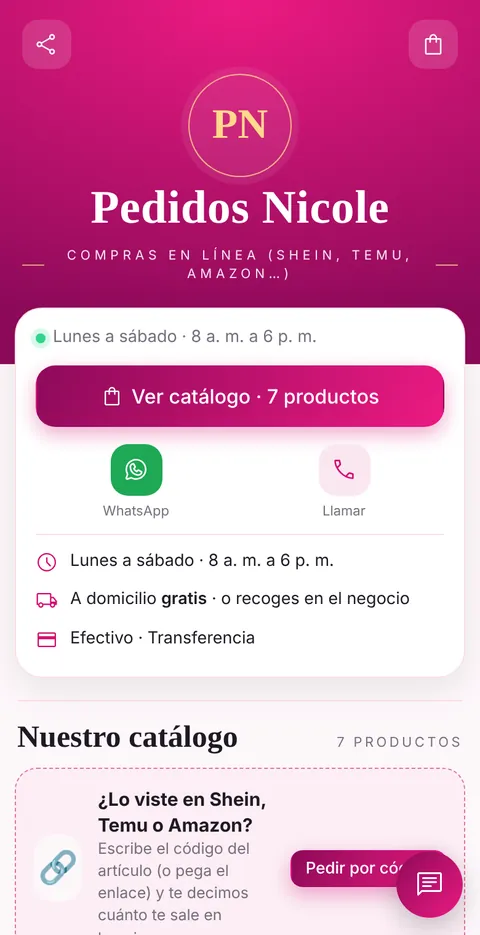 PN
Pedidos Nicole
COMPRAS EN LÍNEA (SHEIN, TEMU,
AMAZON…)
Lunes a sábado · 8 a. m. a 6 p. m.
Ver catálogo · 7 productos
WhatsApp
Llamar
Lunes a sábado · 8 a. m. a 6 p. m.
A domicilio gratis · o recoges en el negocio
Efectivo · Transferencia
Nuestro catálogo
7 PRODUCTOS
¿Lo viste en Shein,
Temu o Amazon?
Escribe el código del
artículo (o pega el
enlace) y te decimos
cuánto te sale en
Pedir por